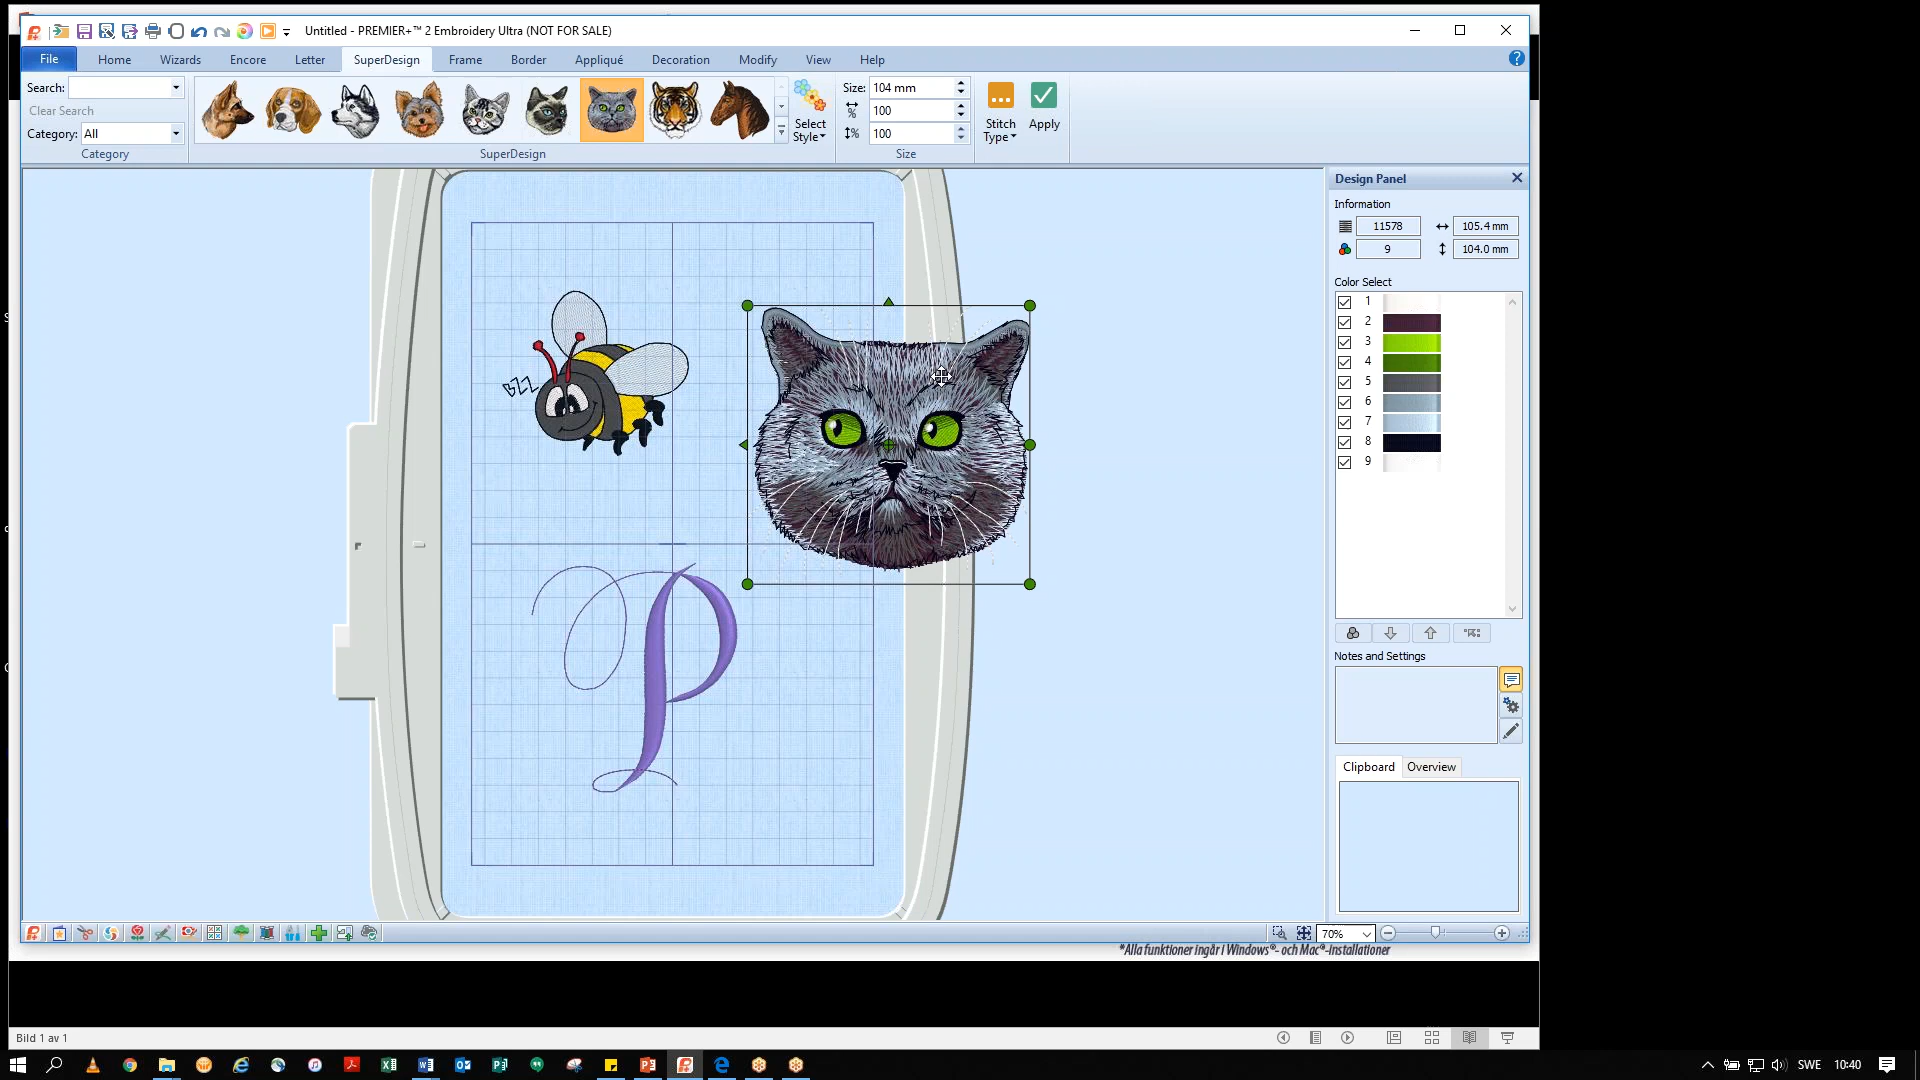 Untitled - PREMIER+™ 2 Embroidery Ultra (NOT FOR SALE)
File Home Wizards Encore Letter SuperDesign Frame Border Appliqué Decoration Modify View Help
Search:
Clear Search
Category: All
Category
SuperDesign
Select Style
Size: 104 mm
100
100
Size
Stitch Type
Apply
Design Panel
Information
11578 105.4 mm
9 104.0 mm
Color Select
1
2
3
4
5
6
7
8
9
Notes and Settings
Clipboard Overview
BZZ
P
70%
*Alla funktioner ingår i Windows®- och Mac®-installationer
Bild 1 av 1
SWE 10:40